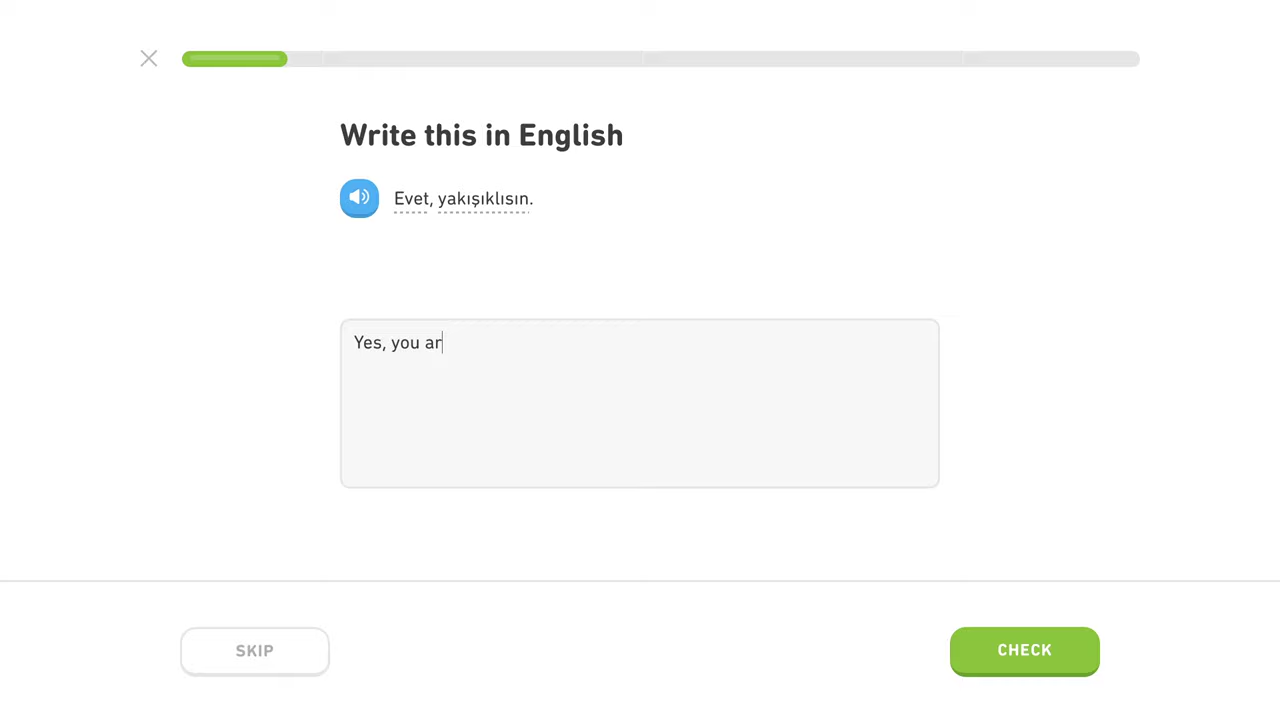 Write this in English
Evet, yakışıklısın.
Yes, you ar
SKIP
CHECK